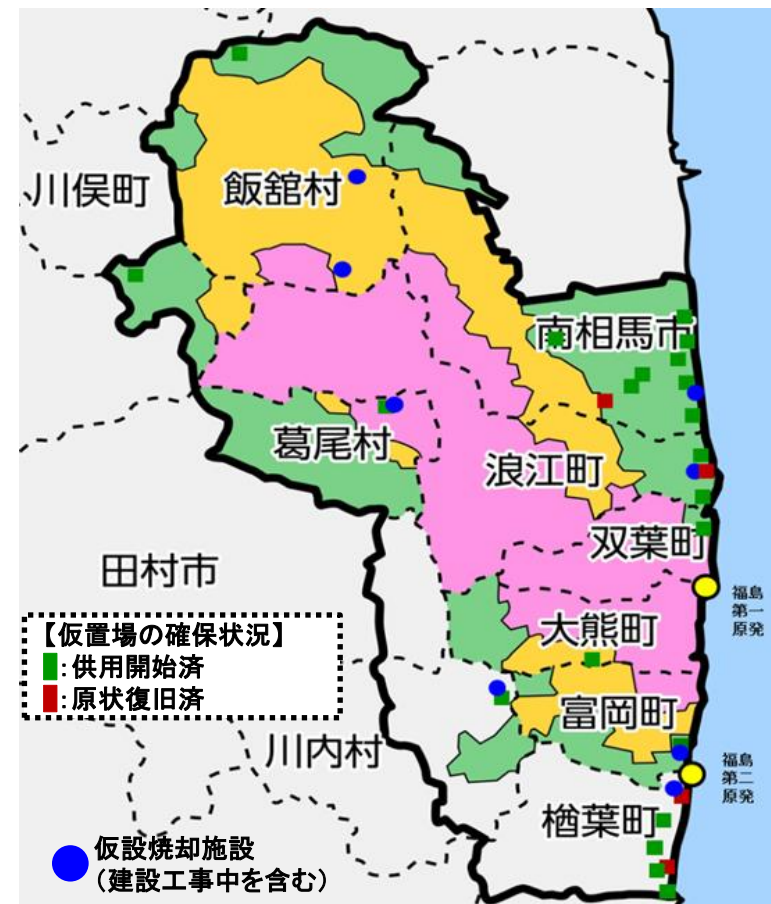 川俣町
飯舘村
南相馬市
葛尾村
浪江町
双葉町
田村市
福島
第一
原発
【仮置場の確保状況】
:供用開始済
:原状復旧済
大熊町
富岡町
川内村
福島
第二
原発
楢葉町
仮設焼却施設
（建設工事中を含む）